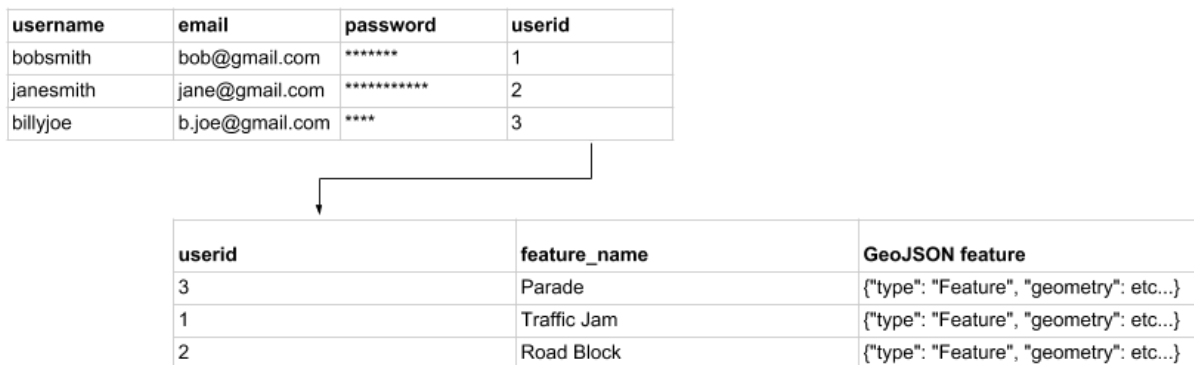 username email password userid
bobsmith bob@gmail.com ******* 1
janesmith jane@gmail.com *********** 2
billyjoe b.joe@gmail.com **** 3
userid feature_name GeoJSON feature
3 Parade {"type": "Feature", "geometry": etc...}
1 Traffic Jam {"type": "Feature", "geometry": etc...}
2 Road Block {"type": "Feature", "geometry": etc...}